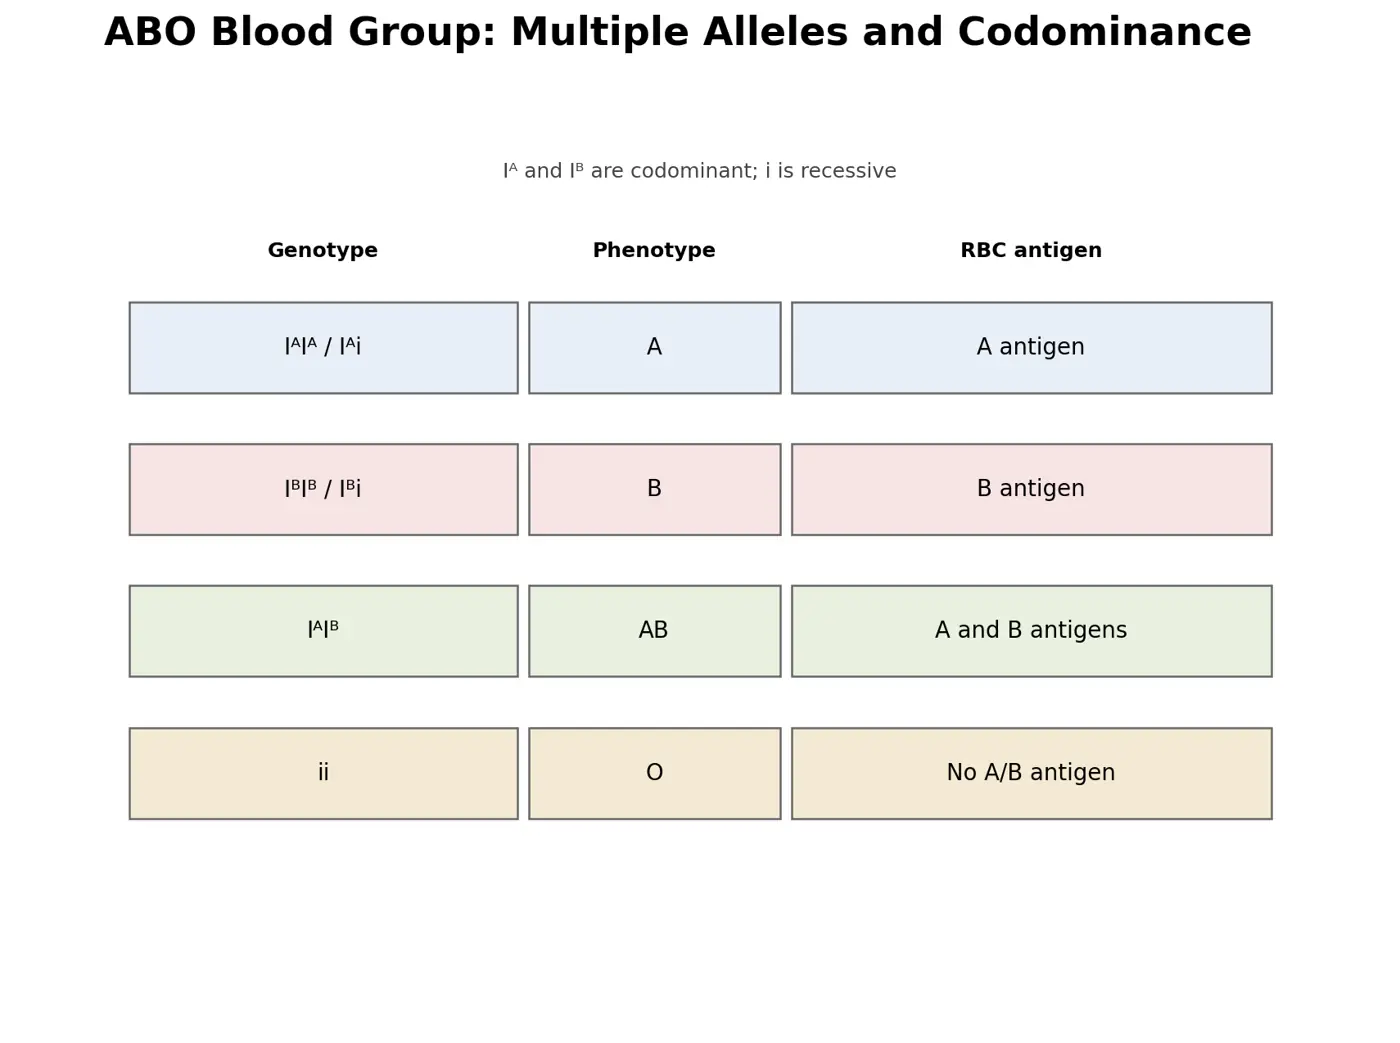 ABO Blood Group: Multiple Alleles and Codominance
Iᴬ and Iᴮ are codominant; i is recessive
Genotype Phenotype RBC antigen
IᴬIᴬ / Iᴬi A A antigen
IᴮIᴮ / Iᴮi B B antigen
IᴬIᴮ AB A and B antigens
ii O No A/B antigen